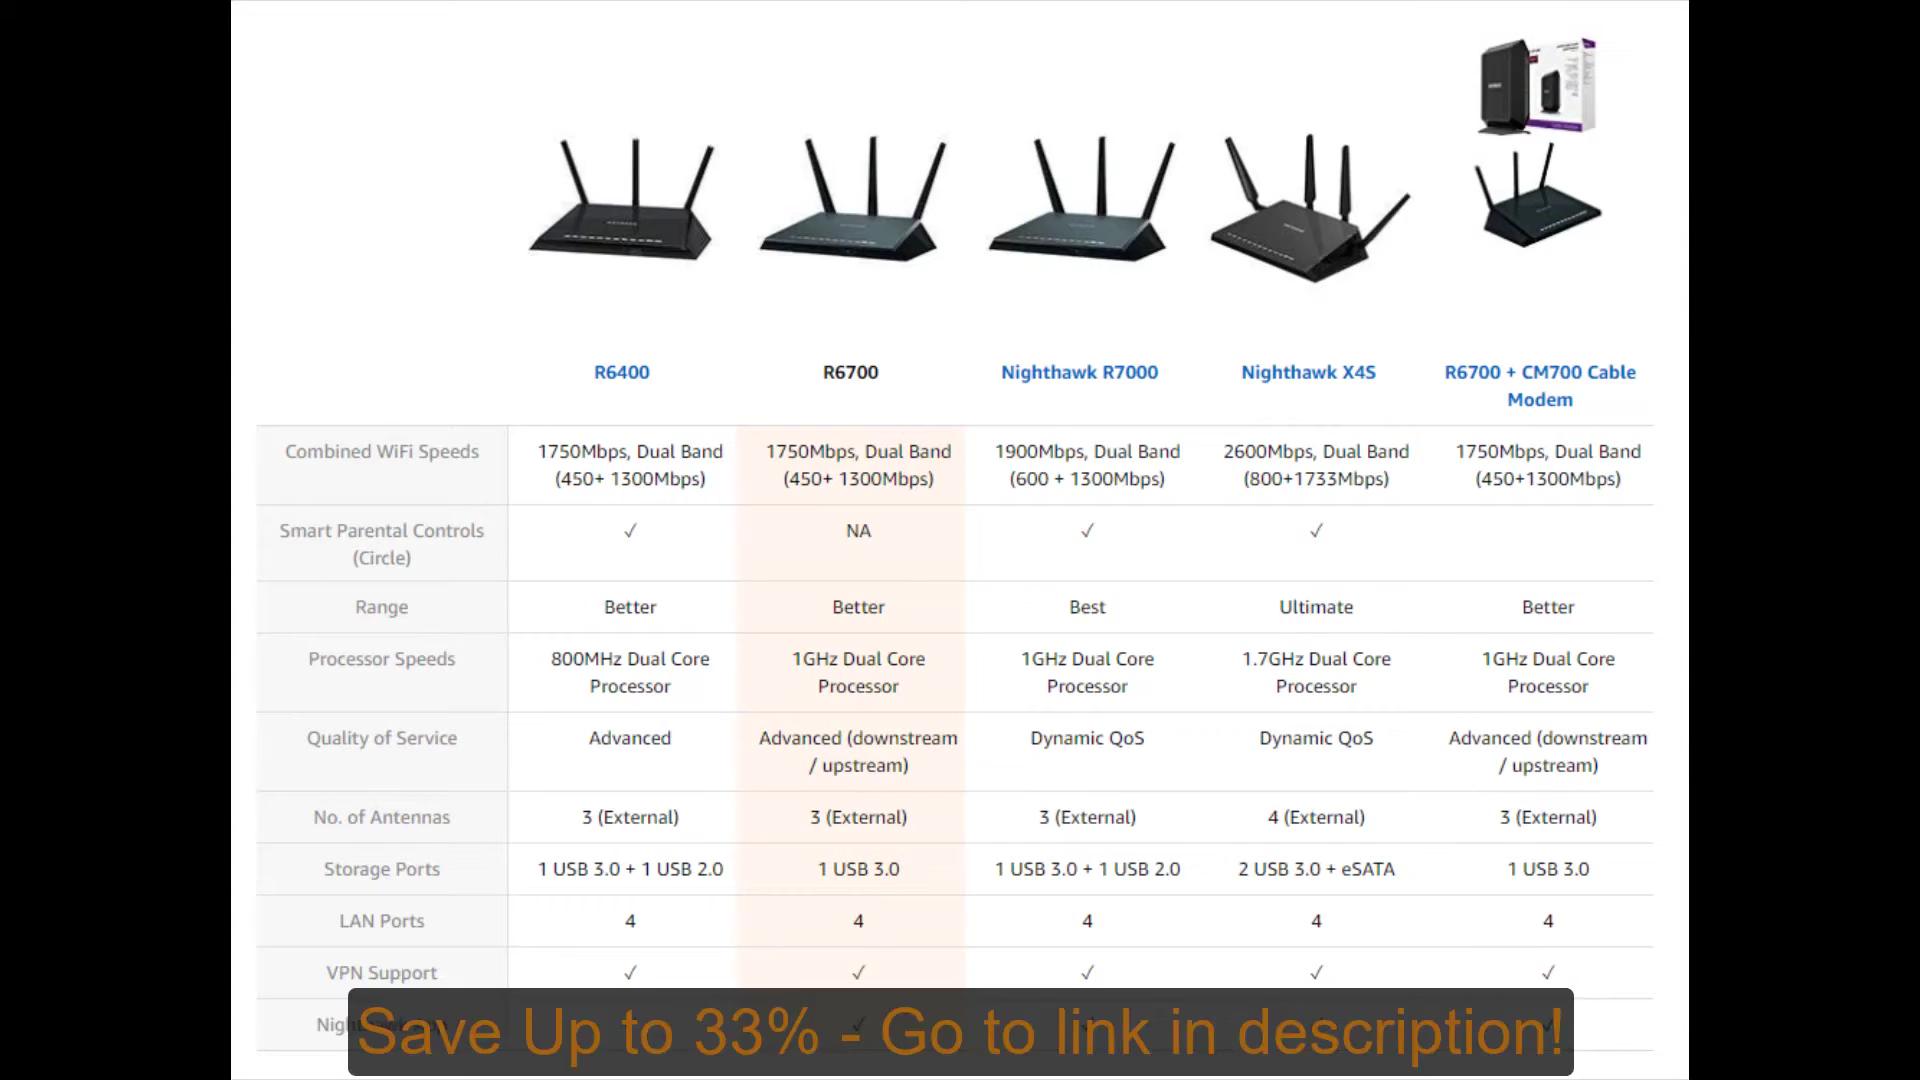 R6400 R6700 Nighthawk R7000 Nighthawk X4S R6700 + CM700 Cable
Modem
Combined WiFi Speeds 1750Mbps, Dual Band 1750Mbps, Dual Band 1900Mbps, Dual Band 2600Mbps, Dual Band 1750Mbps, Dual Band
(450+ 1300Mbps) (450+ 1300Mbps) (600 + 1300Mbps) (800+1733Mbps) (450+1300Mbps)
Smart Parental Controls ✓ NA ✓ ✓
(Circle)
Range Better Better Best Ultimate Better
Processor Speeds 800MHz Dual Core 1GHz Dual Core 1GHz Dual Core 1.7GHz Dual Core 1GHz Dual Core
Processor Processor Processor Processor Processor
Quality of Service Advanced Advanced (downstream Dynamic QoS Dynamic QoS Advanced (downstream
/ upstream) / upstream)
No. of Antennas 3 (External) 3 (External) 3 (External) 4 (External) 3 (External)
Storage Ports 1 USB 3.0 + 1 USB 2.0 1 USB 3.0 1 USB 3.0 + 1 USB 2.0 2 USB 3.0 + eSATA 1 USB 3.0
LAN Ports 4 4 4 4 4
VPN Support ✓ ✓ ✓ ✓ ✓
Save Up to 33% - Go to link in description!